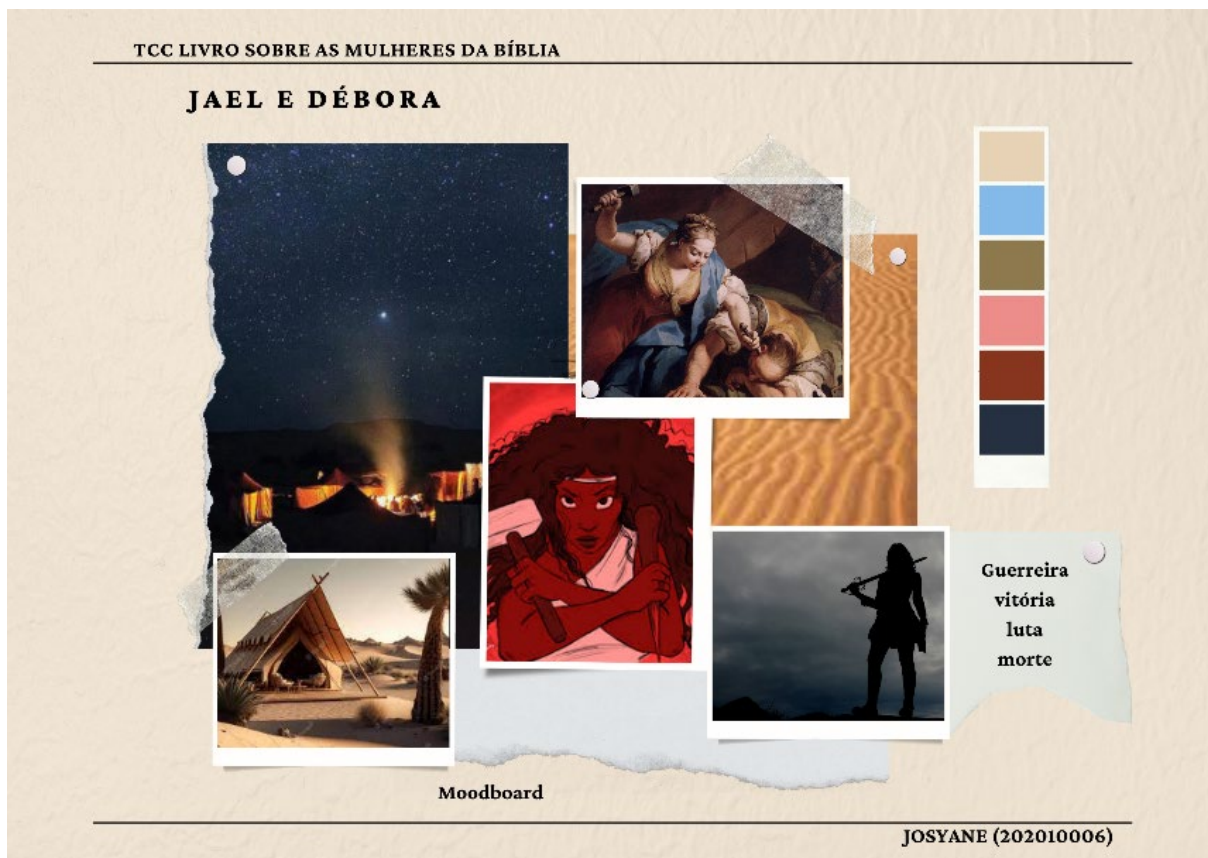 TCC LIVRO SOBRE AS MULHERES DA BÍBLIA
JAEL E DÉBORA
Guerreira
vitória
luta
morte
Moodboard
JOSYANE (202010006)